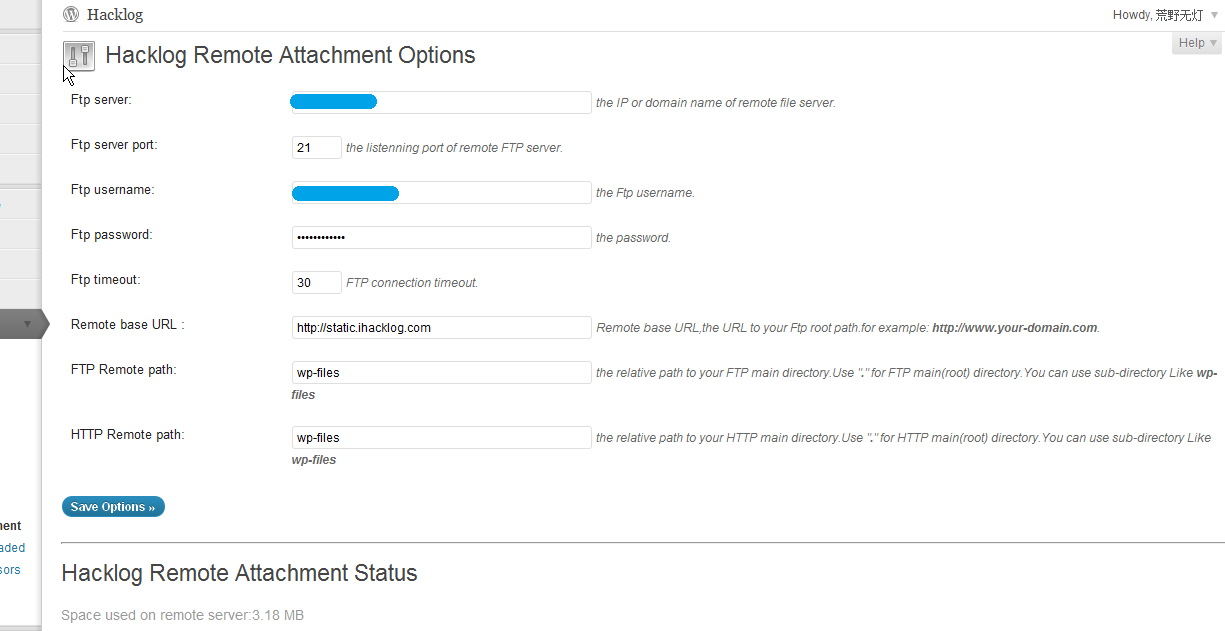 Hacklog
Howdy, 荒野无灯
Help
Hacklog Remote Attachment Options
Ftp server:
the IP or domain name of remote file server.
Ftp server port:
21
the listenning port of remote FTP server.
Ftp username:
the Ftp username.
Ftp password:
••••••••••••
the password.
Ftp timeout:
30
FTP connection timeout.
Remote base URL :
http://static.ihacklog.com
Remote base URL,the URL to your Ftp root path.for example: http://www.your-domain.com.
FTP Remote path:
wp-files
the relative path to your FTP main directory.Use "." for FTP main(root) directory.You can use sub-directory Like wp-
files
HTTP Remote path:
wp-files
the relative path to your HTTP main directory.Use "." for HTTP main(root) directory.You can use sub-directory Like
wp-files
Save Options »
nent
aded
sors
Hacklog Remote Attachment Status
Space used on remote server:3.18 MB